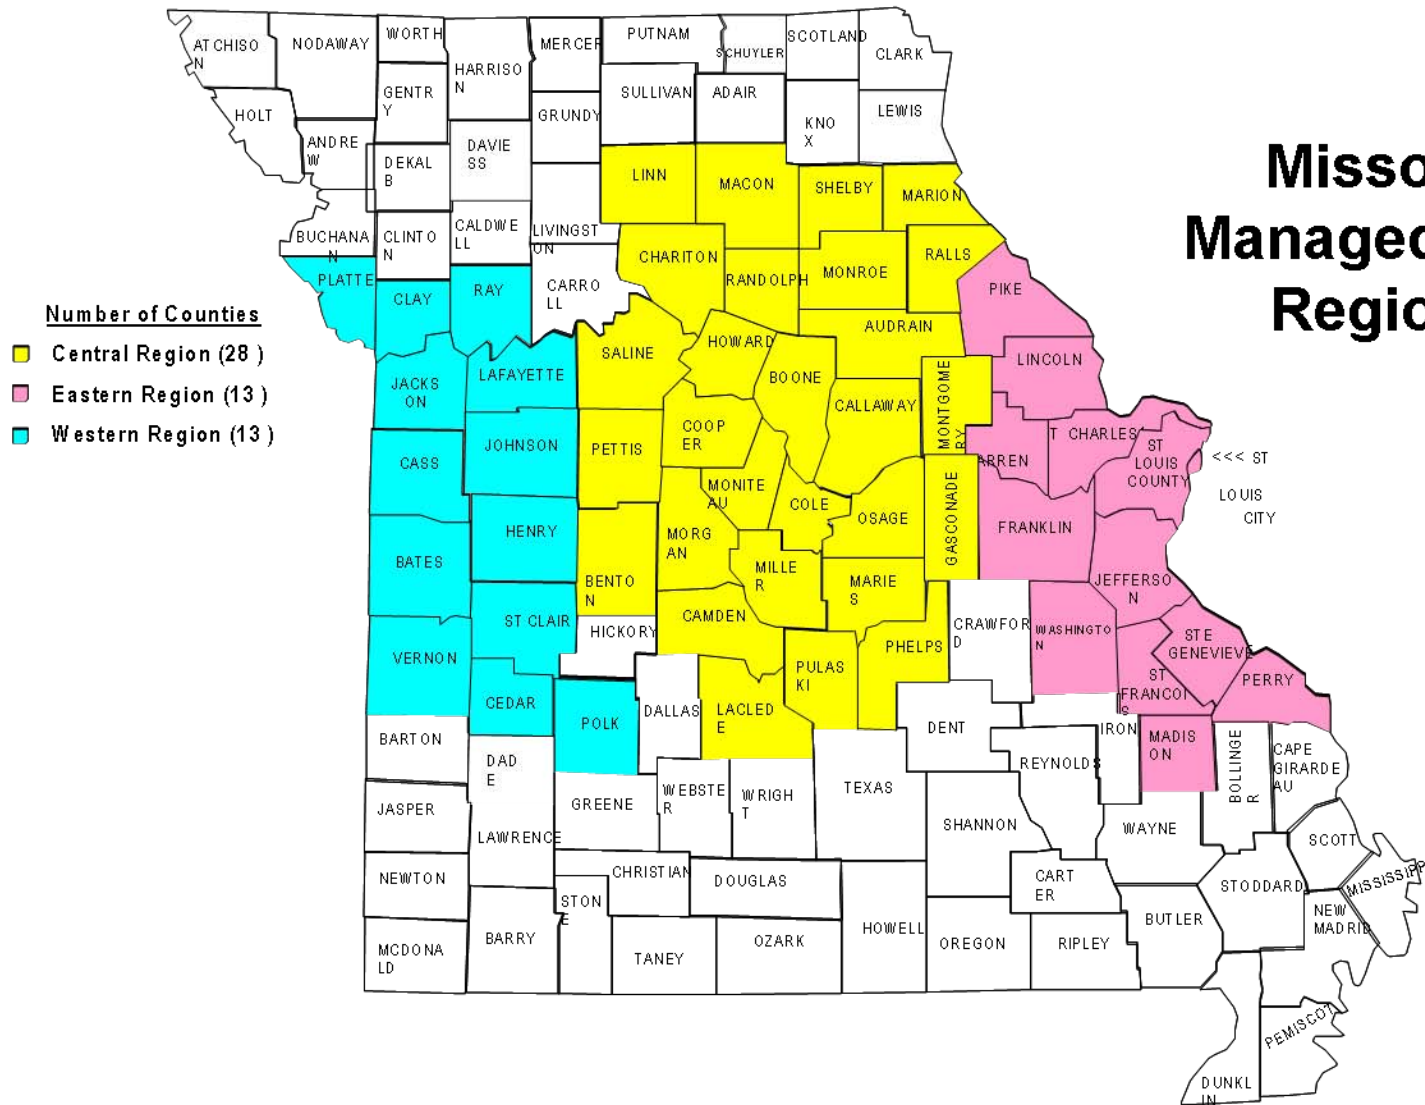 Misso
Managed
Regio
Number of Counties
Central Region (28 )
Eastern Region (13 )
Western Region (13 )
ATCHISO
N
NODAWAY
WORTH
HARRISO
N
MERCER
PUTNAM
SCHUYLER
SCOTLAND
CLARK
HOLT
GENTR
Y
GRUNDY
SULLIVAN
ADAIR
KNO
X
LEWIS
ANDRE
W
DEKAL
B
DAVIE
SS
LINN
MACON
SHELBY
MARION
BUCHANA
N
CLINTO
N
CALDWE
LL
LIVINGST
ON
CHARITON
RANDOLPH
MONROE
RALLS
PLATTE
CLAY
RAY
CARRO
LL
PIKE
AUDRAIN
SALINE
HOWARD
BOONE
LINCOLN
JACKS
ON
LAFAYETTE
CALLAWAY
MONTGOME
RY
COOP
ER
T CHARLES
ST
LOUIS
COUNTY
<<< ST
LOUIS
CITY
CASS
JOHNSON
PETTIS
ARREN
MONITE
AU
COLE
OSAGE
GASCONADE
FRANKLIN
BATES
HENRY
BENTO
N
MORG
AN
MILLE
R
MARIE
S
JEFFERSO
N
ST CLAIR
HICKORY
CAMDEN
PHELPS
CRAWFOR
D
WASHINGTO
N
STE
GENEVIEVE
VERNON
PULAS
KI
ST
FRANCOI
S
PERRY
CEDAR
POLK
DALLAS
LACLED
E
DENT
IRON
MADIS
ON
BARTON
DAD
E
REYNOLDS
BOLLINGE
R
CAPE
GIRARDE
AU
JASPER
GREENE
WEBSTE
R
WRIGH
T
TEXAS
SHANNON
WAYNE
SCOTT
LAWRENCE
NEWTON
CHRISTIAN
DOUGLAS
CART
ER
STODDARD
MISSISSIPP
STON
E
BUTLER
NEW
MADRID
MCDONA
LD
BARRY
TANEY
OZARK
HOWELL
OREGON
RIPLEY
PEMISCOT
DUNKL
IN